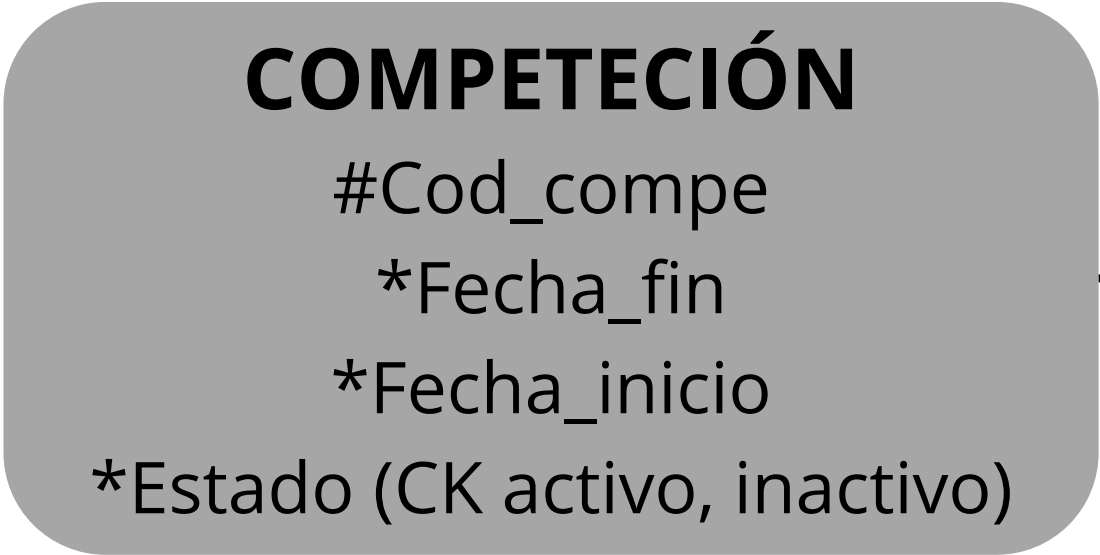 COMPETECIÓN
#Cod_compe
*Fecha_fin
*Fecha_inicio
*Estado (CK activo, inactivo)